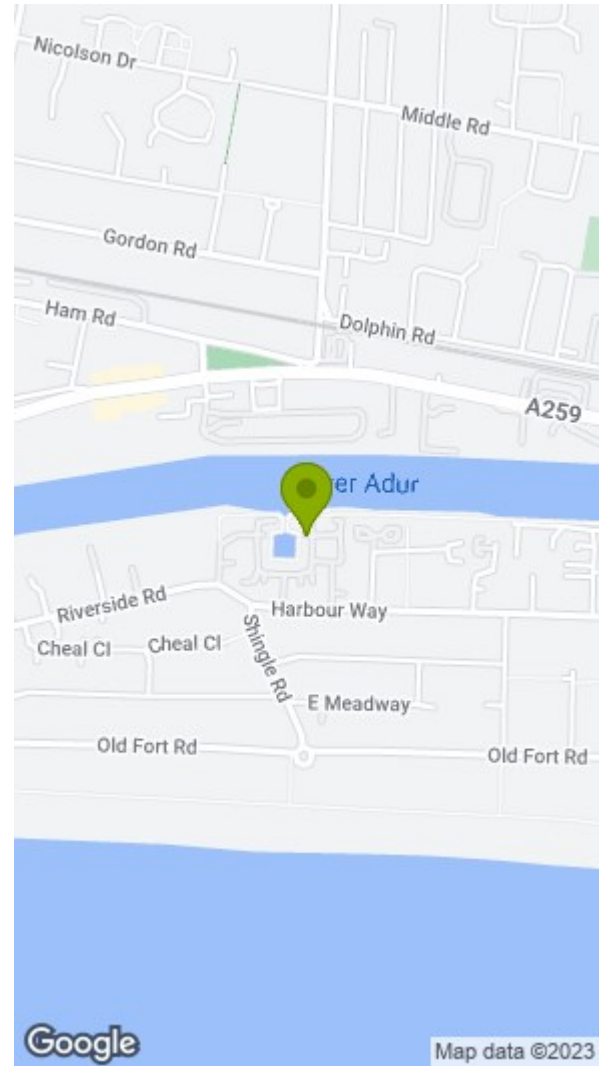 Nicolson Dr
Middle Rd
Gordon Rd
Ham Rd
Dolphin Rd
A259
Adur
Riverside Rd
Harbour Way
Cheal Cl
Cheal Cl
Shingle Rd
E Meadway
Old Fort Rd
Old Fort Rd
Google
Map data ©2023